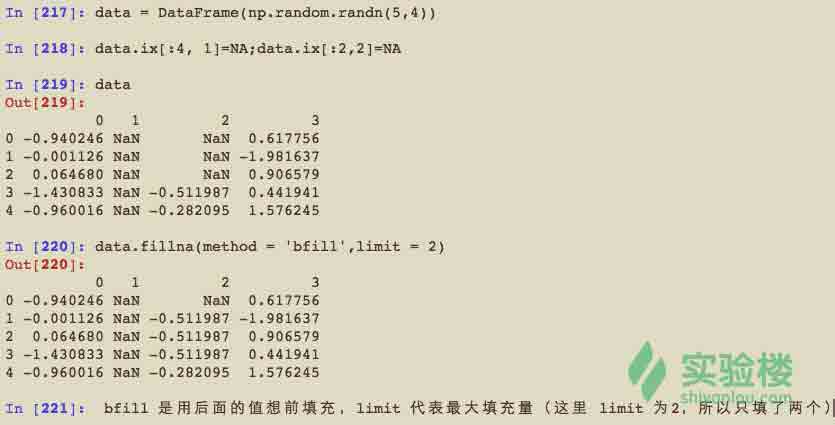 In [217]: data = DataFrame(np.random.randn(5,4))
In [218]: data.ix[:4, 1]=NA;data.ix[:2,2]=NA
In [219]: data
Out[219]:
0 1 2 3
0 -0.940246 NaN NaN 0.617756
1 -0.001126 NaN NaN -1.981637
2 0.064680 NaN NaN 0.906579
3 -1.430833 NaN -0.511987 0.441941
4 -0.960016 NaN -0.282095 1.576245
In [220]: data.fillna(method = 'bfill',limit = 2)
Out[220]:
0 1 2 3
0 -0.940246 NaN NaN 0.617756
1 -0.001126 NaN -0.511987 -1.981637
2 0.064680 NaN -0.511987 0.906579
3 -1.430833 NaN -0.511987 0.441941
4 -0.960016 NaN -0.282095 1.576245
实验楼
shiyanlou.com
In [221]: bfill 是用后面的值想前填充, limit 代表最大填充量 (这里 limit 为2, 所以只填了两个)